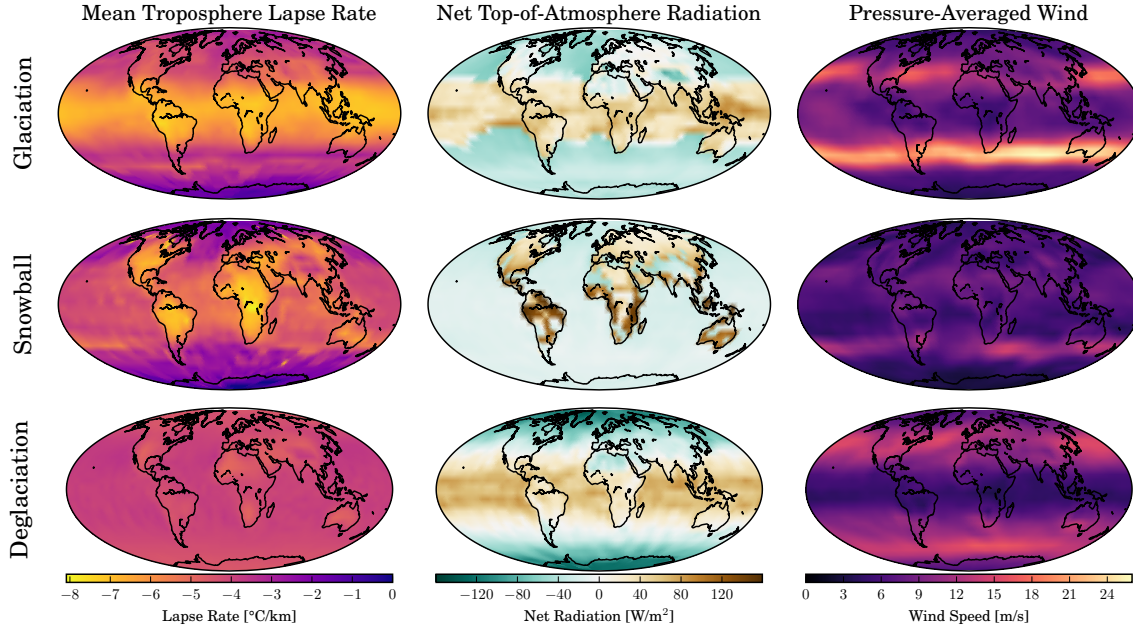 Mean Troposphere Lapse Rate
Net Top-of-Atmosphere Radiation
Pressure-Averaged Wind
Glaciation
Snowball
Deglaciation
−8 −7 −6 −5 −4 −3 −2 −1 0
Lapse Rate [°C/km]
−120 −80 −40 0 40 80 120
Net Radiation [W/m²]
0 3 6 9 12 15 18 21 24
Wind Speed [m/s]